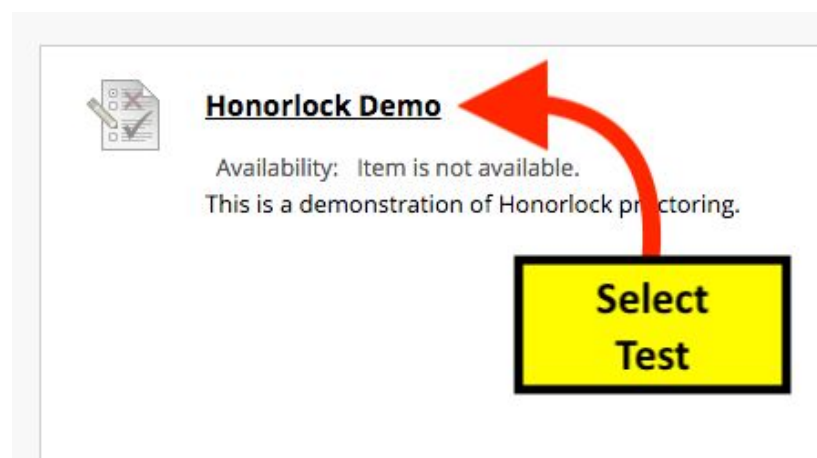 Honorlock Demo
Availability: Item is not available.
This is a demonstration of Honorlock proctoring.
Select
Test